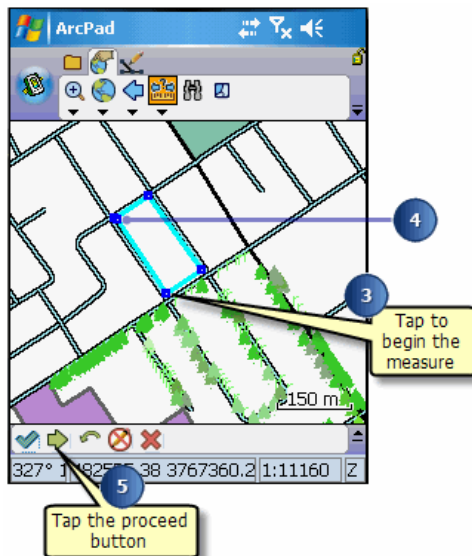 ArcPad
4
3
Tap to
begin the
measure
150 m
327° 3767360.2 1:11160 Z
5
Tap the proceed
button